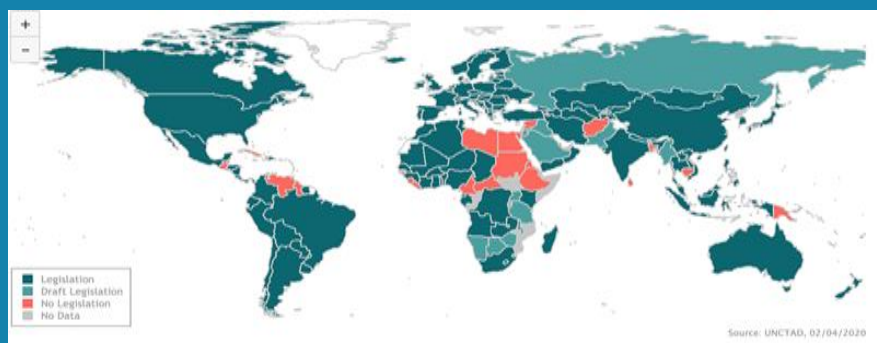 +
-
Legislation
Draft Legislation
No Legislation
No Data
Source: UNCTAD, 02/04/2020